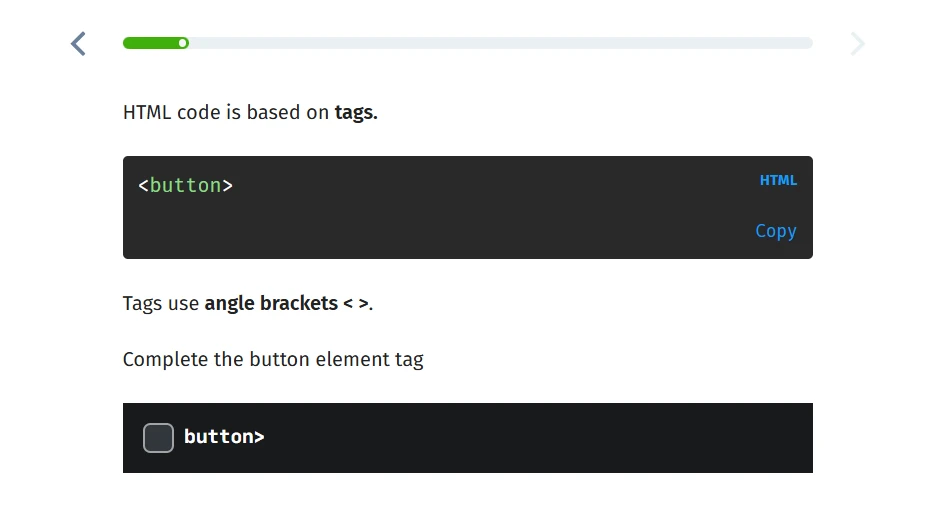 HTML code is based on tags.
<button>
HTML
Copy
Tags use angle brackets < >.
Complete the button element tag
button>